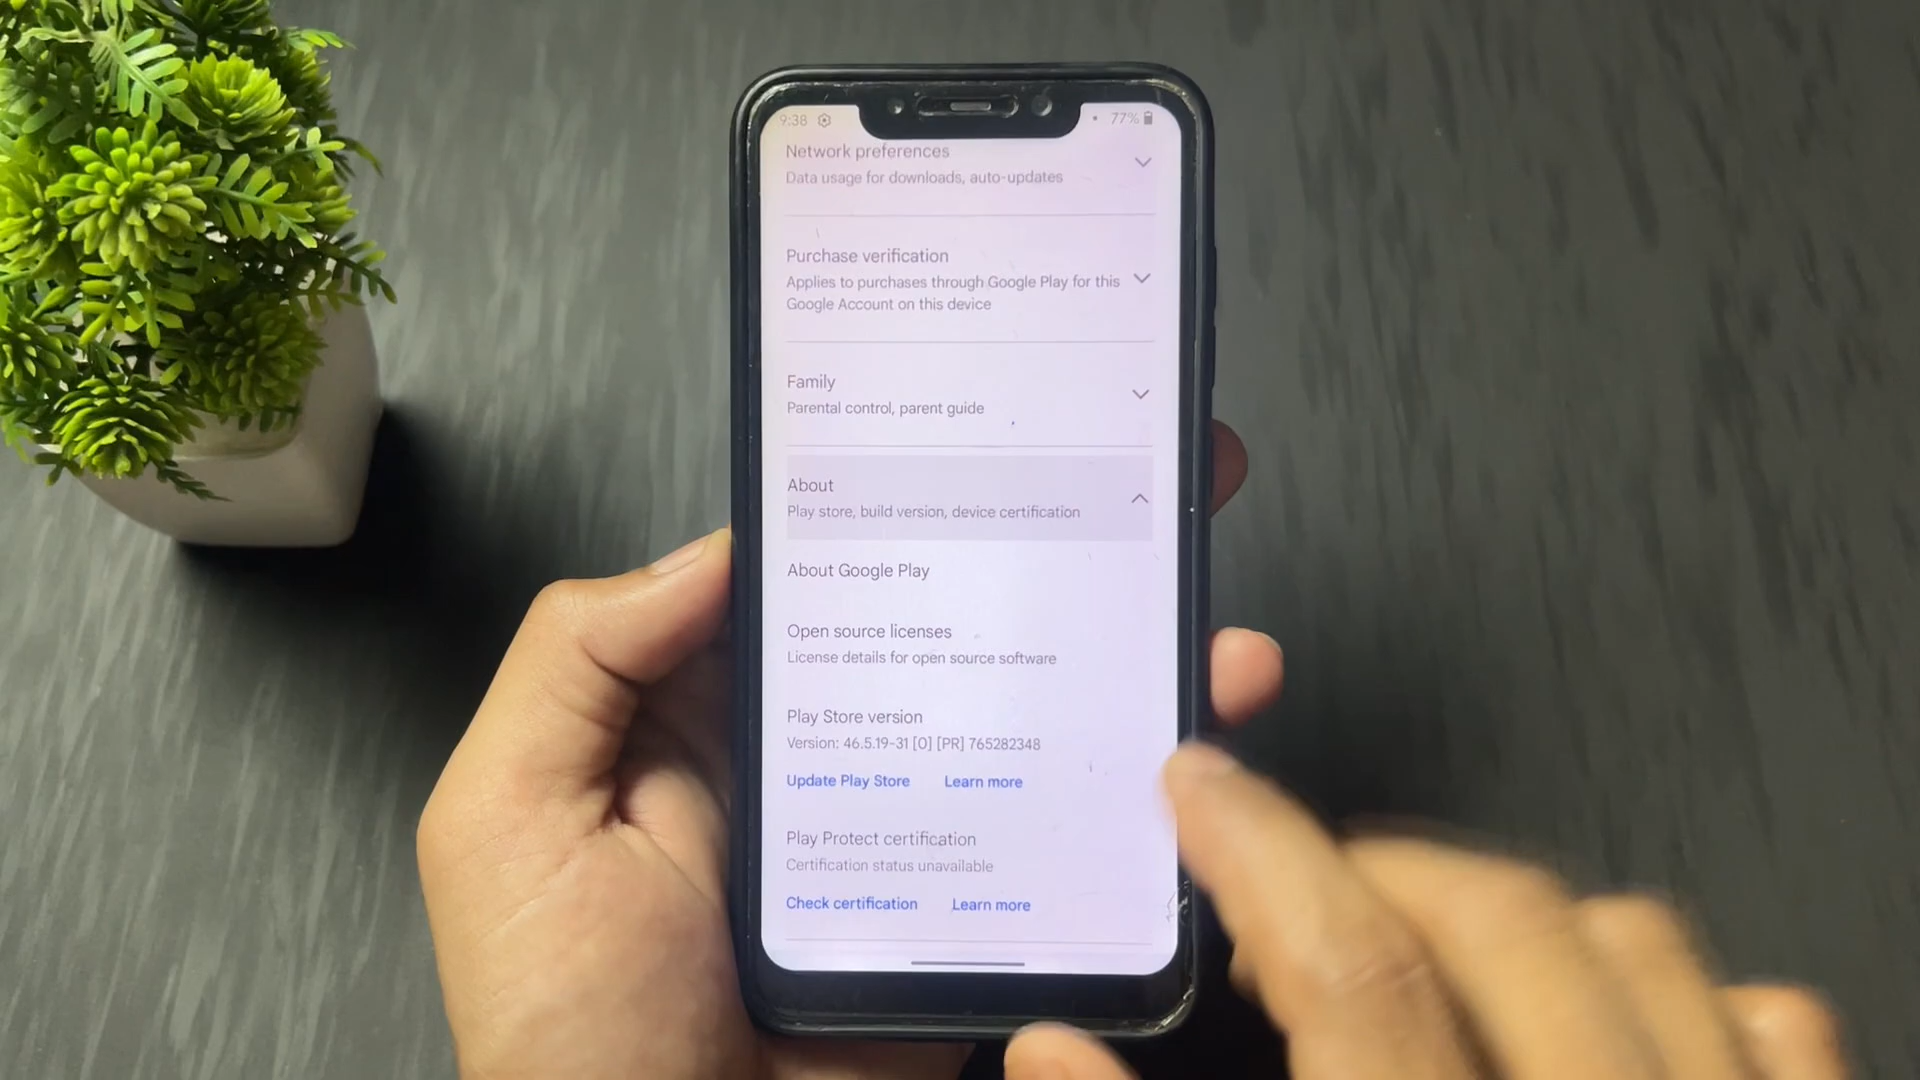 9:38
77%
Network preferences
Data usage for downloads, auto-updates
Purchase verification
Applies to purchases through Google Play for this
Google Account on this device
Family
Parental control, parent guide
About
Play store, build version, device certification
About Google Play
Open source licenses
License details for open source software
Play Store version
Version: 46.5.19-31 [0] [PR] 765282348
Update Play Store Learn more
Play Protect certification
Certification status unavailable
Check certification Learn more